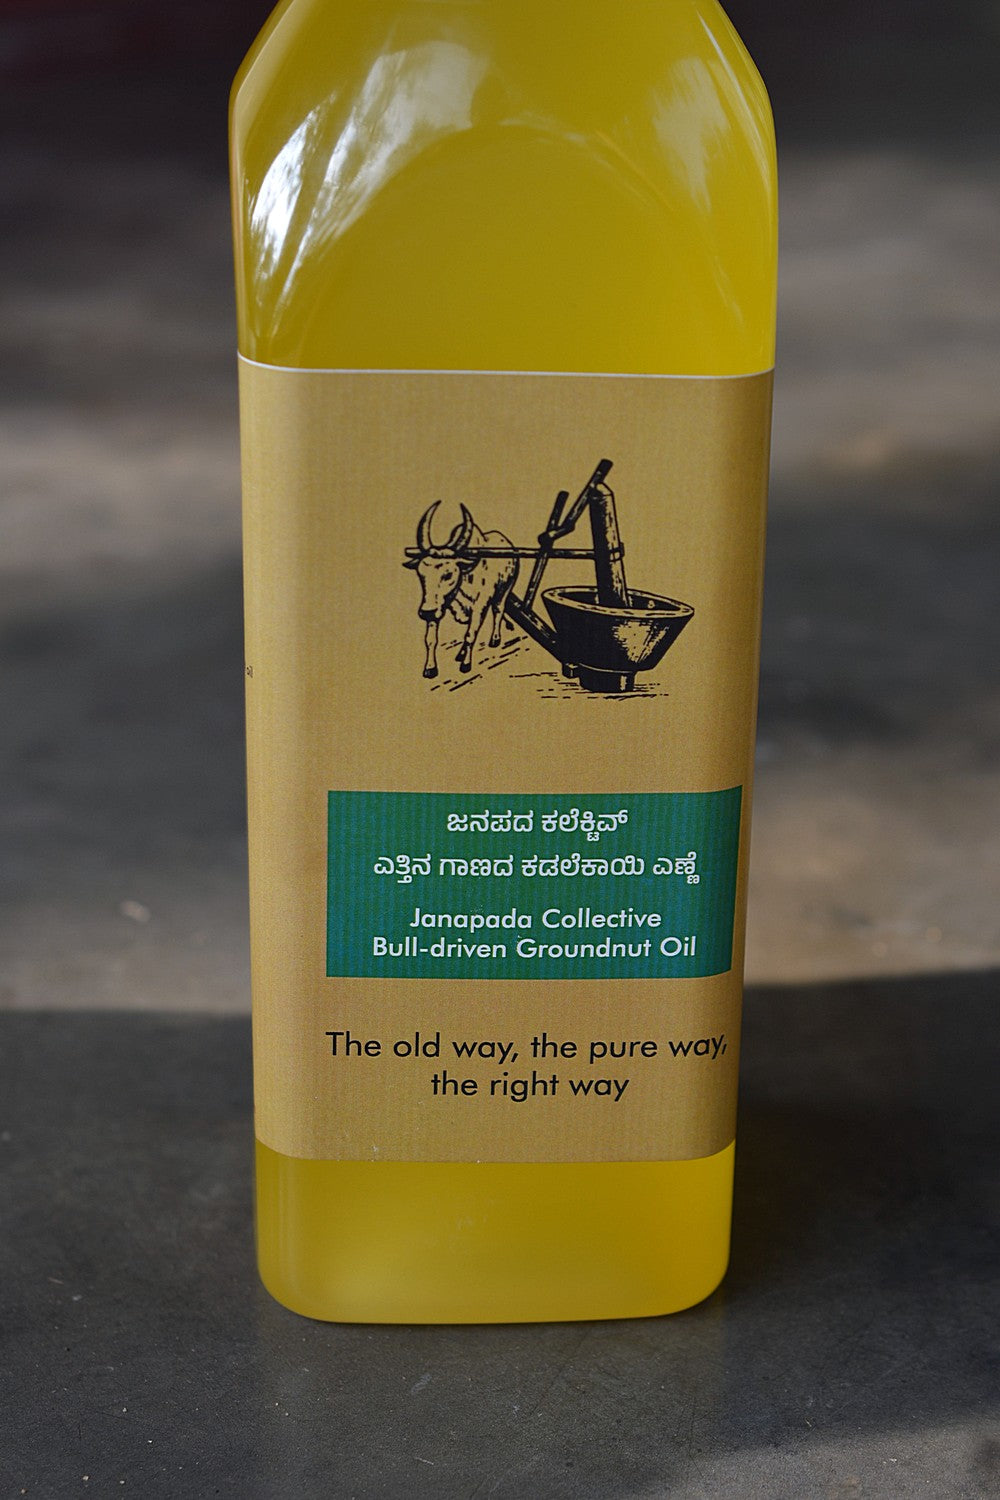 ಜನಪದ ಕಲೆಕ್ಟಿವ್
ಎತ್ತಿನ ಗಾಣದ ಕಡಲೆಕಾಯಿ ಎಣ್ಣೆ
Janapada Collective
Bull-driven Groundnut Oil
The old way, the pure way,
the right way